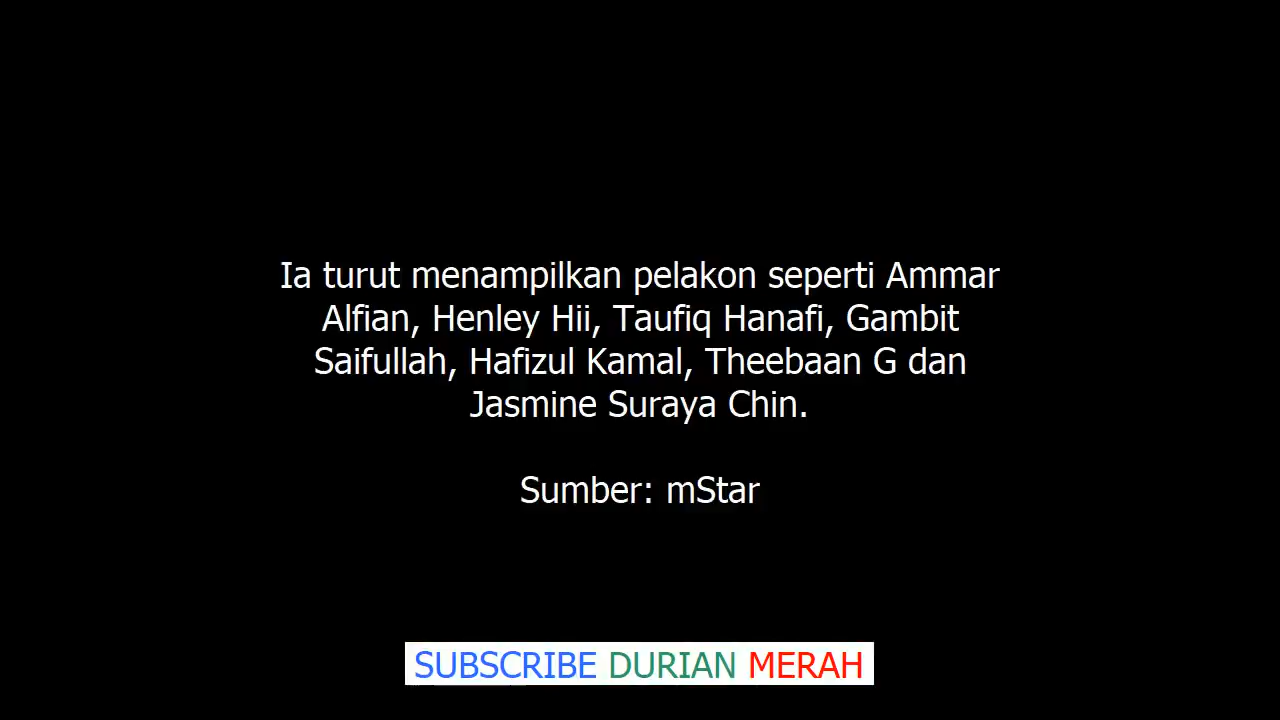 Ia turut menampilkan pelakon seperti Ammar
Alfian, Henley Hii, Taufiq Hanafi, Gambit
Saifullah, Hafizul Kamal, Theebaan G dan
Jasmine Suraya Chin.
Sumber: mStar
SUBSCRIBE DURIAN MERAH